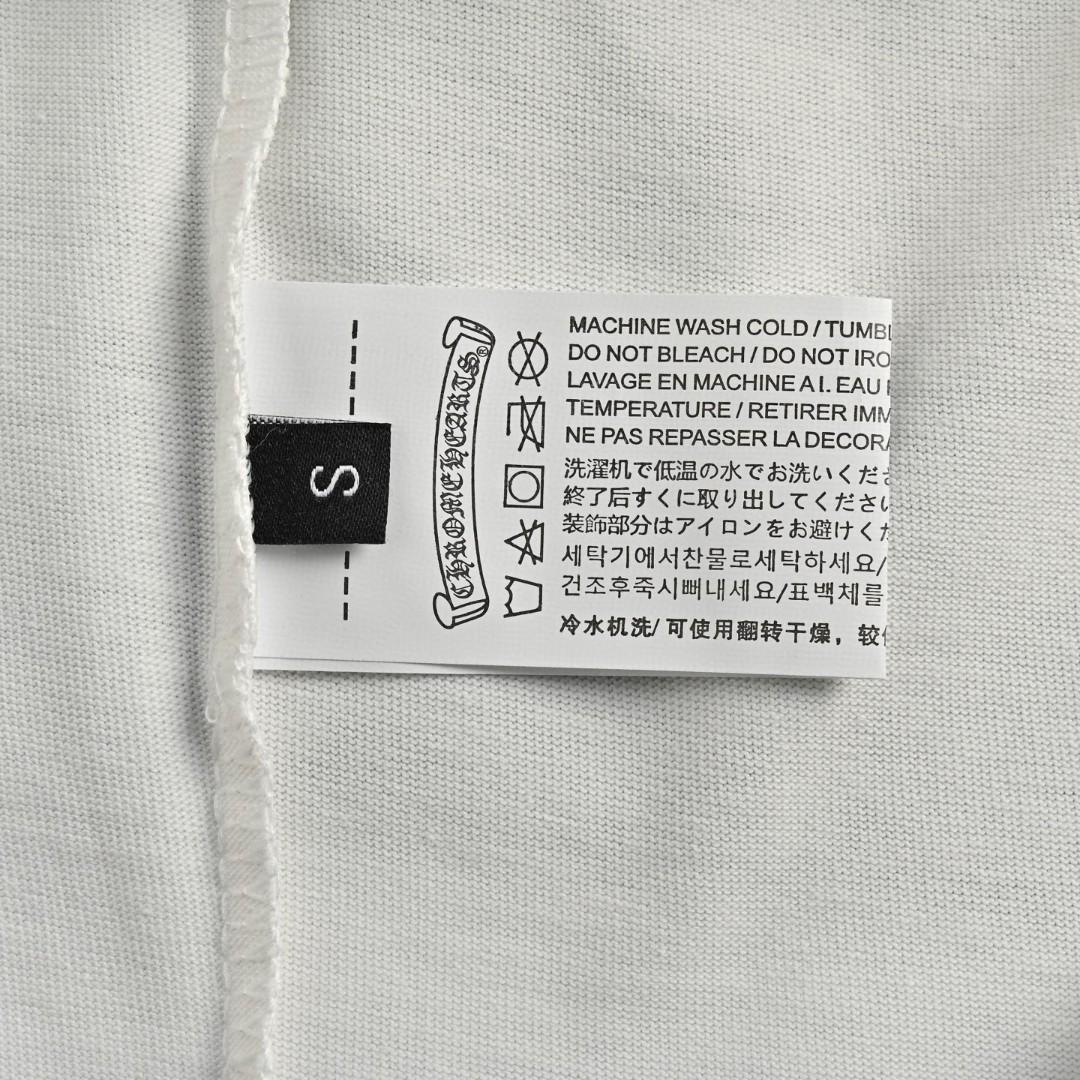 S
CHROME HEARTS®
MACHINE WASH COLD / TUMBL
DO NOT BLEACH / DO NOT IRO
LAVAGE EN MACHINE A I. EAU
TEMPERATURE / RETIRER IMM
NE PAS REPASSER LA DECORA
洗濯机で低温の水でお洗いくださ
終了后すくに取り出してください
装飾部分はアイロンをお避けくだ
세탁기에서찬물로세탁하세요/
건조후죽시뻐내세요/표백체를
冷水机洗/可使用翻转干燥，较